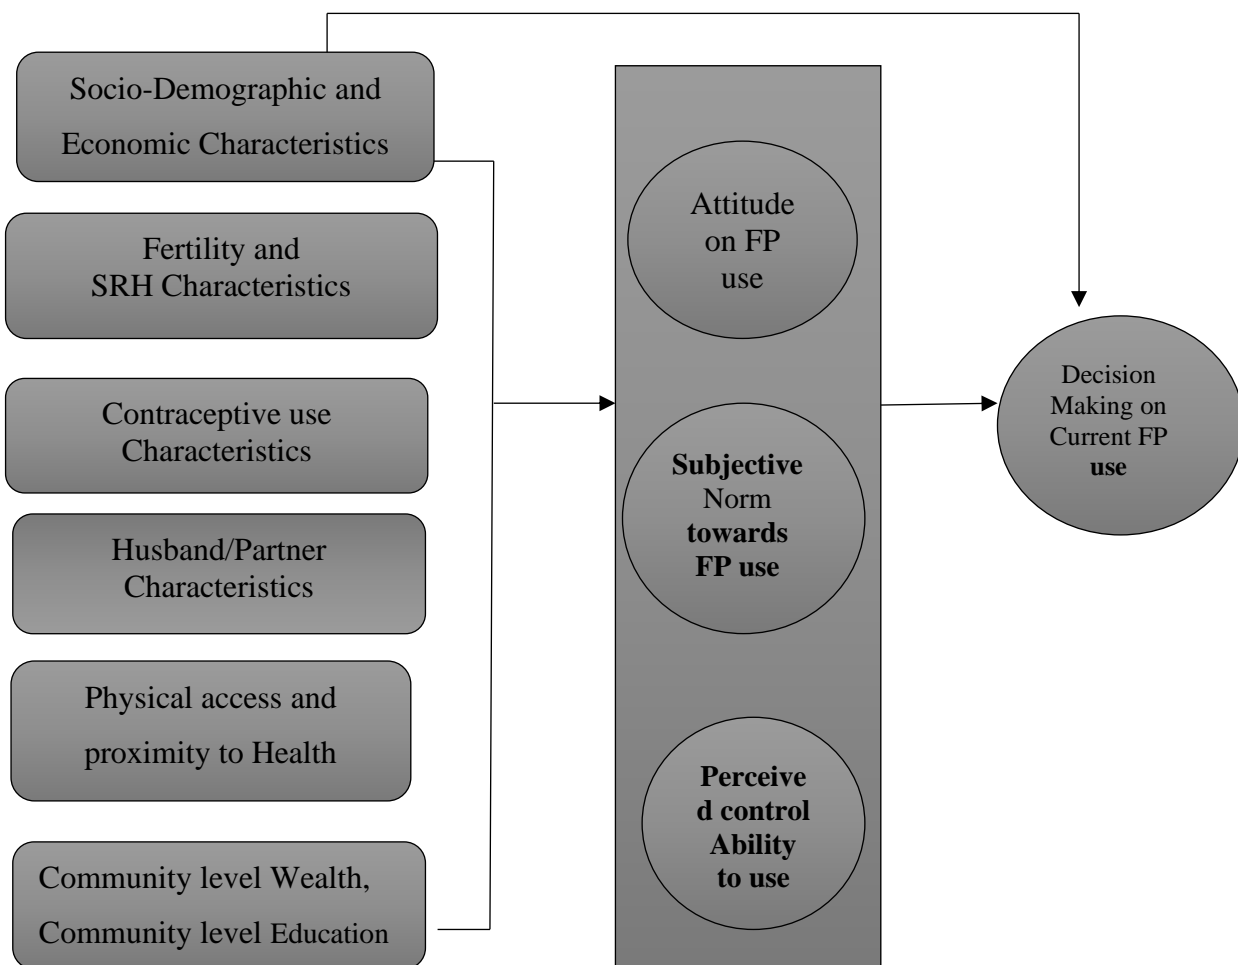 Socio-Demographic and
Economic Characteristics
Fertility and
SRH Characteristics
Contraceptive use
Characteristics
Husband/Partner
Characteristics
Physical access and
proximity to Health
Community level Wealth,
Community level Education
Attitude
on FP
use
Subjective
Norm
towards
FP use
Perceive
d control
Ability
to use
Decision
Making on
Current FP
use